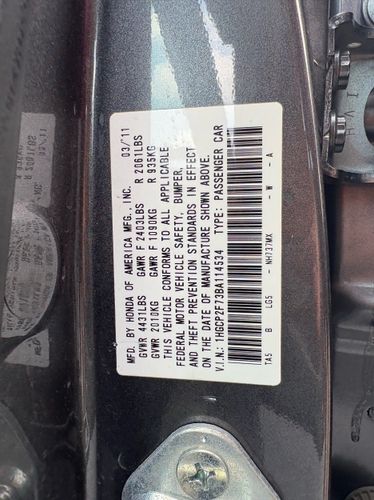 MFD. BY HONDA OF AMERICA MFG., INC. 03/11
GVWR 4431LBS GAWR F 2403LBS R 2061LBS
GVWR 2010KG GAWR F 1090KG R 935KG
THIS VEHICLE CONFORMS TO ALL APPLICABLE
FEDERAL MOTOR VEHICLE SAFETY, BUMPER,
AND THEFT PREVENTION STANDARDS IN EFFECT
ON THE DATE OF MANUFACTURE SHOWN ABOVE.
V.I.N.: 1HGCP2F73BA114534 TYPE: PASSENGER CAR
TA5 B LG5 - NH737MX - W - A